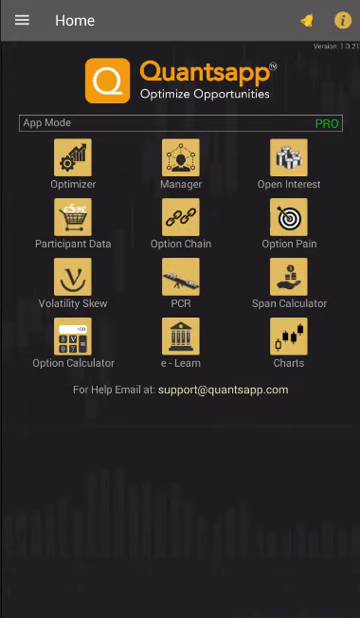 Home
Version: 1.0.21
Quantsapp™
Optimize Opportunities
App Mode PRO
Optimizer Manager Open Interest
Participant Data Option Chain Option Pain
Volatility Skew PCR Span Calculator
Option Calculator e - Learn Charts
For Help Email at: support@quantsapp.com